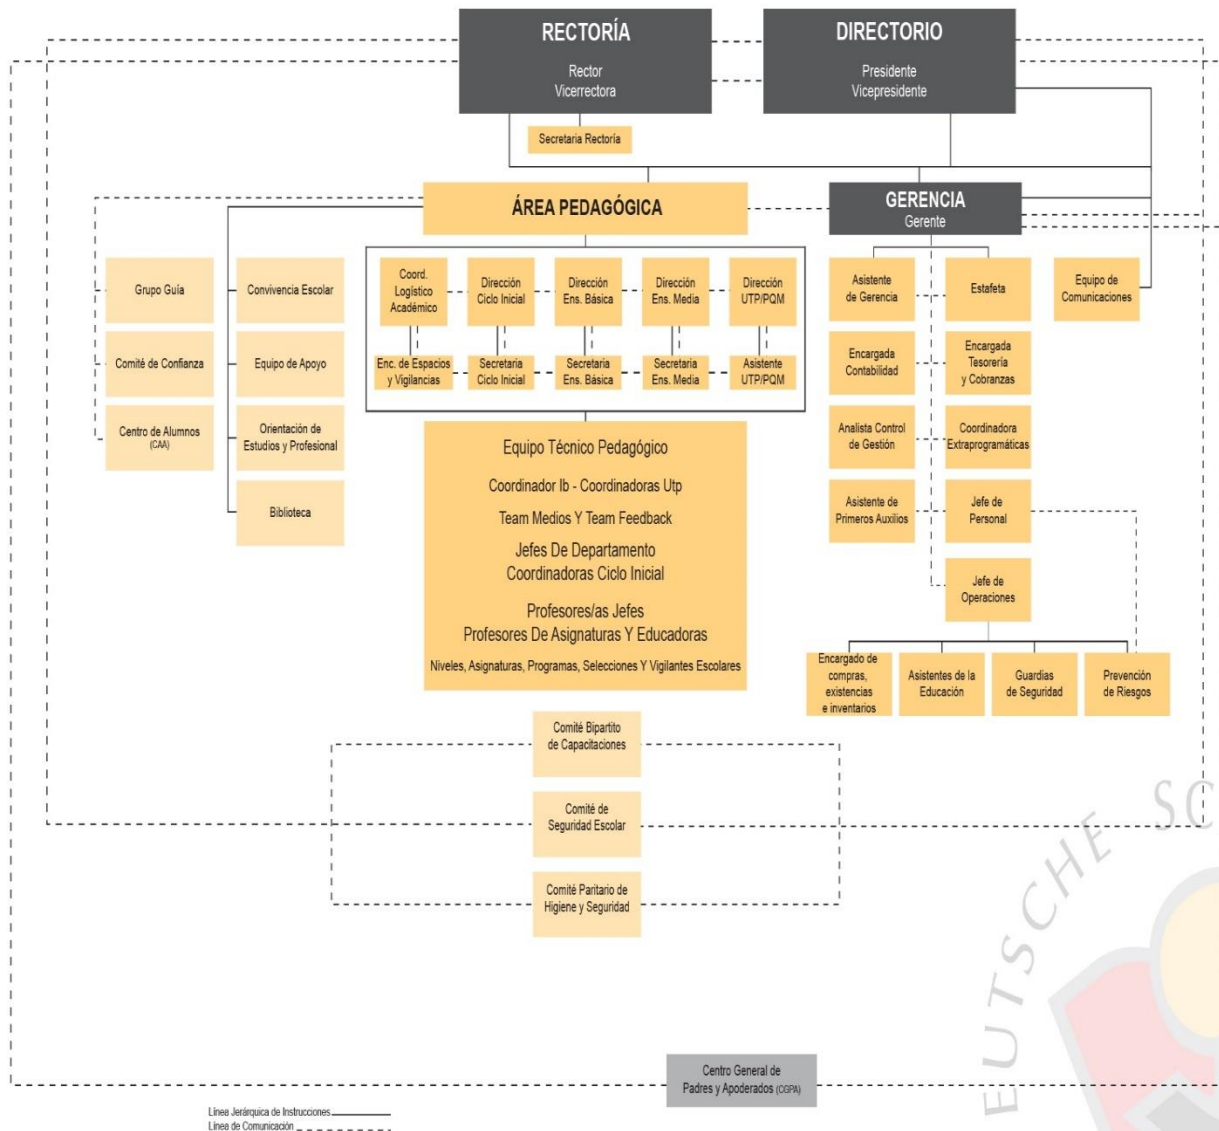 RECTORÍA
Rector
Vicerrectora
DIRECTORIO
Presidente
Vicepresidente
Secretaria Rectoría
ÁREA PEDAGÓGICA
GERENCIA
Gerente
Grupo Guía
Comité de Confianza
Centro de Alumnos
(CAA)
Convivencia Escolar
Equipo de Apoyo
Orientación de
Estudios y Profesional
Biblioteca
Coord.
Logístico
Académico
Dirección
Ciclo Inicial
Dirección
Ens. Básica
Dirección
Ens. Media
Dirección
UTP/PQM
Enc. de Espacios
y Vigilancias
Secretaria
Ciclo Inicial
Secretaria
Ens. Básica
Secretaria
Ens. Media
Asistente
UTP/PQM
Equipo Técnico Pedagógico
Coordinador Ib - Coordinadoras Utp
Team Medios Y Team Feedback
Jefes De Departamento
Coordinadoras Ciclo Inicial
Profesores/as Jefes
Profesores De Asignaturas Y Educadoras
Niveles, Asignaturas, Programas, Selecciones Y Vigilantes Escolares
Asistente
de Gerencia
Estafeta
Equipo de
Comunicaciones
Encargada
Contabilidad
Encargada
Tesorería
y Cobranzas
Analista Control
de Gestión
Coordinadora
Extraprogramáticas
Asistente de
Primeros Auxilios
Jefe de
Personal
Jefe de
Operaciones
Encargado de
compras,
existencias
e inventarios
Asistentes de la
Educación
Guardias
de Seguridad
Prevención
de Riesgos
Comité Bipartito
de Capacitaciones
Comité de
Seguridad Escolar
Comité Paritario de
Higiene y Seguridad
EUTSCHE SC
Centro General de
Padres y Apoderados (CGPA)
Línea Jerárquica de Instrucciones
Línea de Comunicación